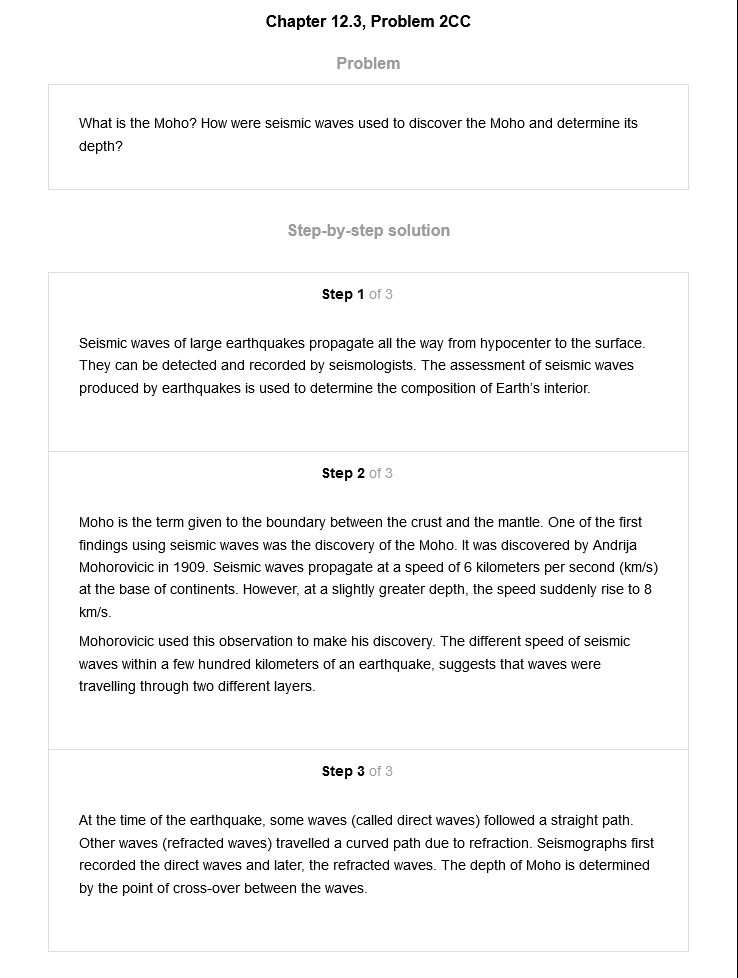 Chapter 12.3, Problem 2CC
Problem
What is the Moho? How were seismic waves used to discover the Moho and determine its
depth?
Step-by-step solution
Step 1 of 3
Seismic waves of large earthquakes propagate all the way from hypocenter to the surface.
They can be detected and recorded by seismologists. The assessment of seismic waves
produced by earthquakes is used to determine the composition of Earth's interior.
Step 2 of 3
Moho is the term given to the boundary between the crust and the mantle. One of the first
findings using seismic waves was the discovery of the Moho. It was discovered by Andrija
Mohorovicic in 1909. Seismic waves propagate at a speed of 6 kilometers per second (km/s)
at the base of continents. However, at a slightly greater depth, the speed suddenly rise to 8
km/s.
Mohorovicic used this observation to make his discovery. The different speed of seismic
waves within a few hundred kilometers of an earthquake, suggests that waves were
travelling through two different layers.
Step 3 of 3
At the time of the earthquake, some waves (called direct waves) followed a straight path.
Other waves (refracted waves) travelled a curved path due to refraction. Seismographs first
recorded the direct waves and later, the refracted waves. The depth of Moho is determined
by the point of cross-over between the waves.